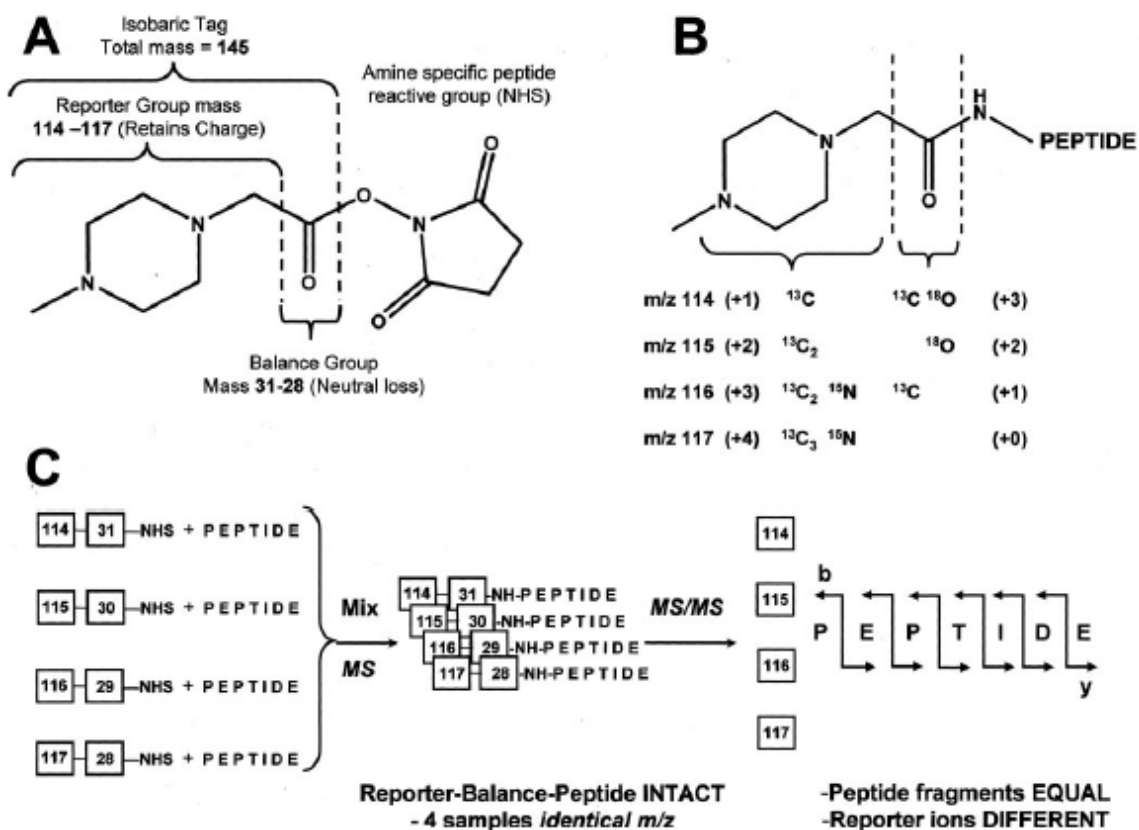 A
Isobaric Tag
Total mass = 145
Reporter Group mass
114 –117 (Retains Charge)
Amine specific peptide
reactive group (NHS)
N
N
O
O
N
O
O
Balance Group
Mass 31-28 (Neutral loss)
B
N
N
O
H
N
PEPTIDE
m/z 114 (+1) ¹³C ¹³C ¹⁸O (+3)
m/z 115 (+2) ¹³C₂ ¹⁸O (+2)
m/z 116 (+3) ¹³C₂ ¹⁵N ¹³C (+1)
m/z 117 (+4) ¹³C₃ ¹⁵N (+0)
C
114 31 NHS + PEPTIDE
115 30 NHS + PEPTIDE
116 29 NHS + PEPTIDE
117 28 NHS + PEPTIDE
Mix
MS
114 31 -NH-PEPTIDE
115 30 -NH-PEPTIDE
116 29 -NH-PEPTIDE
117 28 -NH-PEPTIDE
MS/MS
114
115
116
117
b
P E P T I D E
y
Reporter-Balance-Peptide INTACT
- 4 samples identical m/z
-Peptide fragments EQUAL
-Reporter ions DIFFERENT